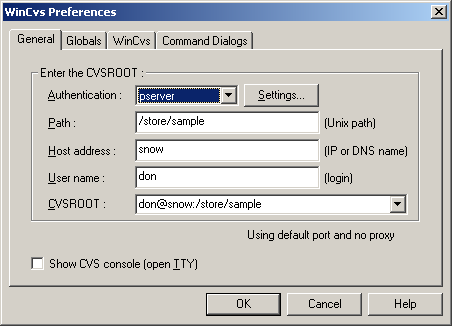 WinCvs Preferences
General Globals WinCvs Command Dialogs
Enter the CVSROOT :
Authentication : pserver Settings...
Path : /store/sample (Unix path)
Host address : snow (IP or DNS name)
User name : don (login)
CVSROOT : don@snow:/store/sample
Using default port and no proxy
Show CVS console (open TTY)
OK Cancel Help